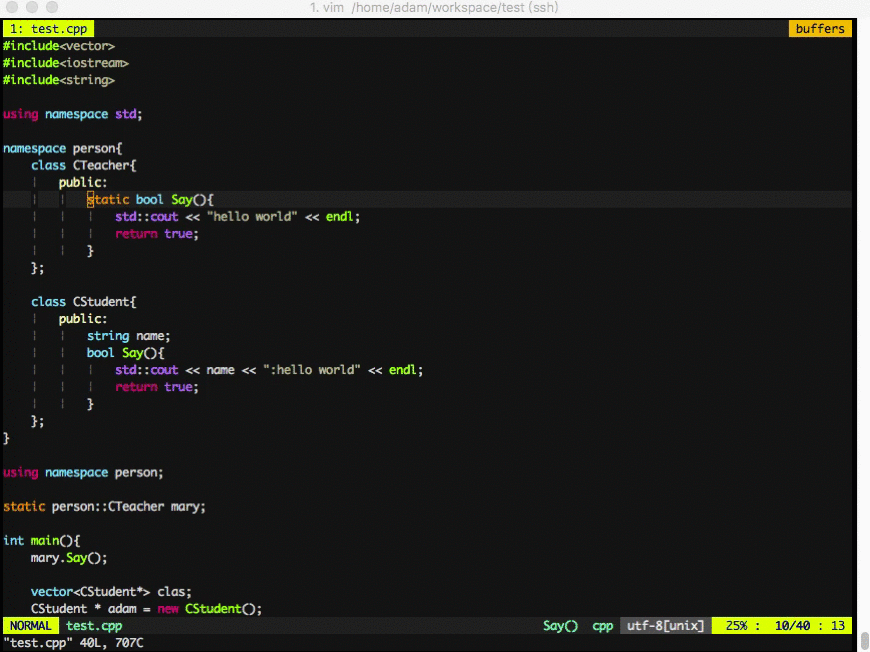 1. vim /home/adam/workspace/test (ssh)
1: test.cpp buffers
#include<vector>
#include<iostream>
#include<string>
using namespace std;
namespace person{
class CTeacher{
public:
static bool Say(){
std::cout << "hello world" << endl;
return true;
}
};
class CStudent{
public:
string name;
bool Say(){
std::cout << name << ":hello world" << endl;
return true;
}
};
}
using namespace person;
static person::CTeacher mary;
int main(){
mary.Say();
vector<CStudent*> clas;
CStudent * adam = new CStudent();
NORMAL test.cpp Say() cpp utf-8[unix] 25% : 10/40 : 13
"test.cpp" 40L, 707C